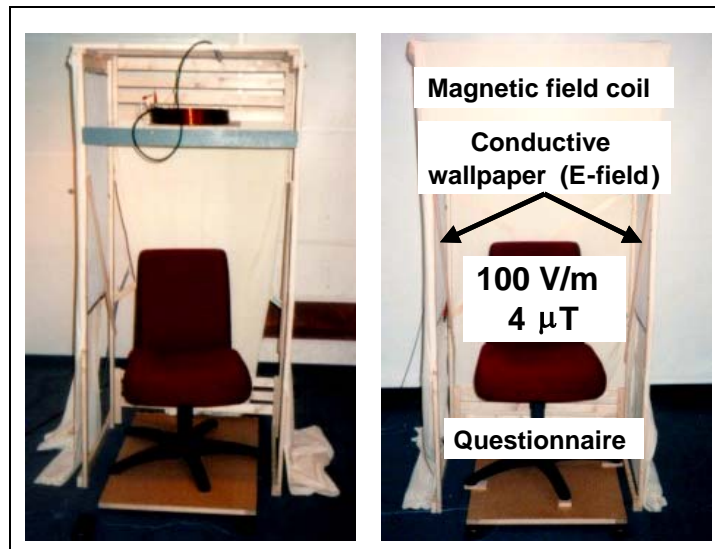 Magnetic field coil
Conductive
wallpaper (E-field)
100 V/m
4 μT
Questionnaire